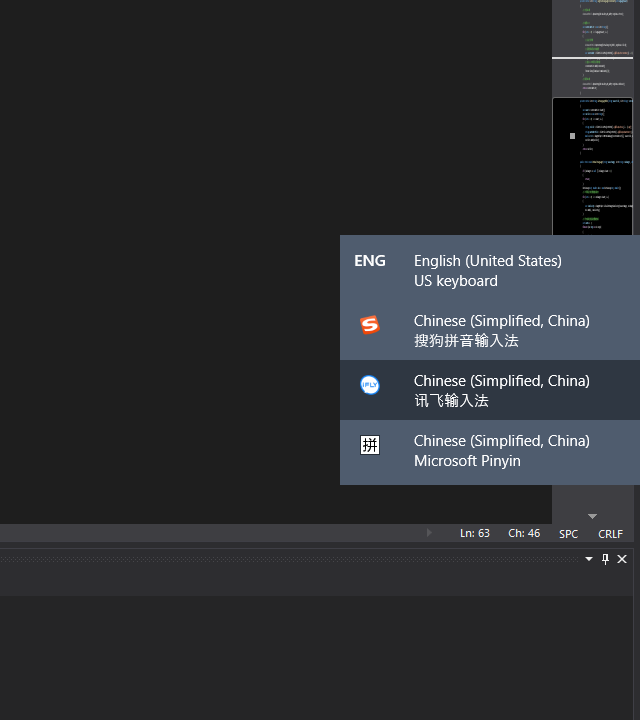 ENG
English (United States)
US keyboard
Chinese (Simplified, China)
搜狗拼音输入法
iFLY
Chinese (Simplified, China)
讯飞输入法
拼
Chinese (Simplified, China)
Microsoft Pinyin
Ln: 63 Ch: 46 SPC CRLF